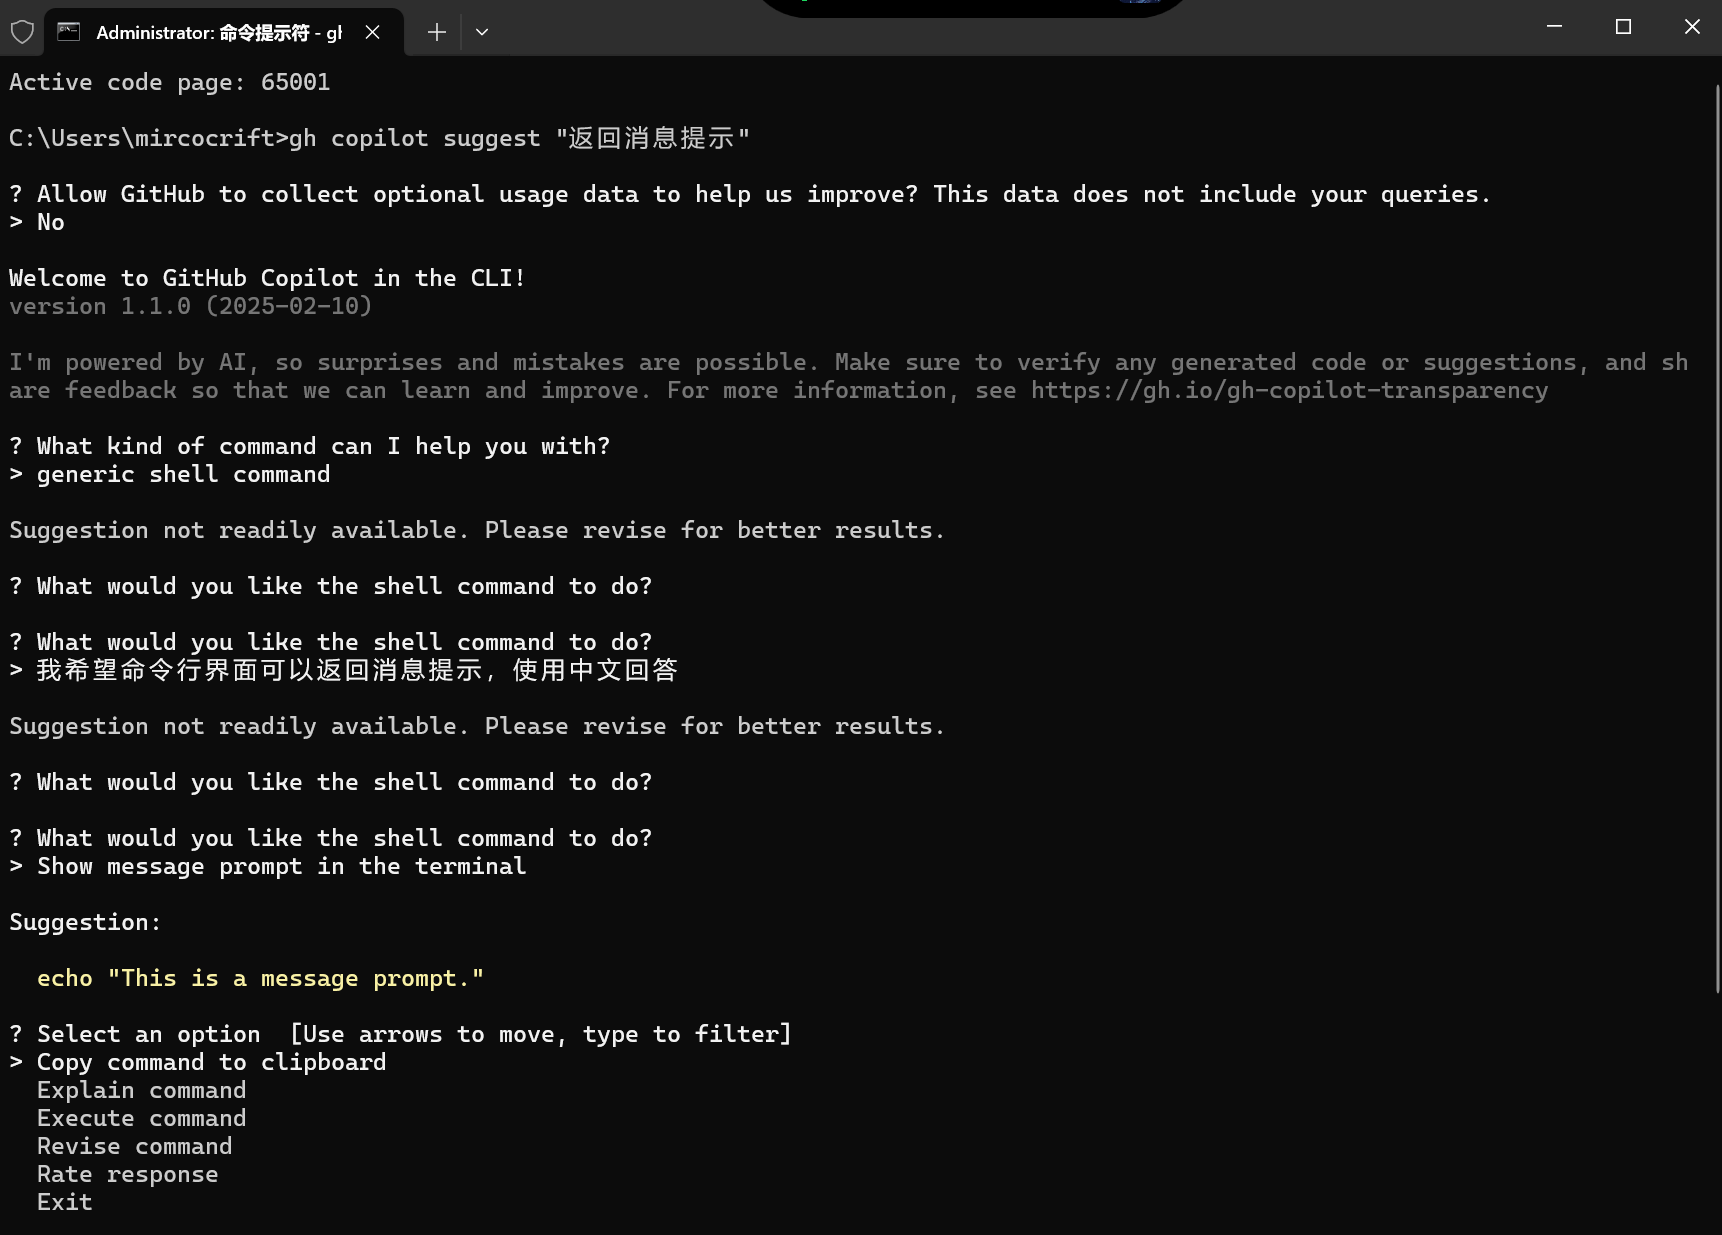 Administrator: 命令提示符 - gh
Active code page: 65001
C:\Users\mircocrift>gh copilot suggest "返回消息提示"
? Allow GitHub to collect optional usage data to help us improve? This data does not include your queries.
> No
Welcome to GitHub Copilot in the CLI!
version 1.1.0 (2025-02-10)
I'm powered by AI, so surprises and mistakes are possible. Make sure to verify any generated code or suggestions, and sh
are feedback so that we can learn and improve. For more information, see https://gh.io/gh-copilot-transparency
? What kind of command can I help you with?
> generic shell command
Suggestion not readily available. Please revise for better results.
? What would you like the shell command to do?
? What would you like the shell command to do?
> 我希望命令行界面可以返回消息提示，使用中文回答
Suggestion not readily available. Please revise for better results.
? What would you like the shell command to do?
? What would you like the shell command to do?
> Show message prompt in the terminal
Suggestion:
echo "This is a message prompt."
? Select an option  [Use arrows to move, type to filter]
> Copy command to clipboard
Explain command
Execute command
Revise command
Rate response
Exit